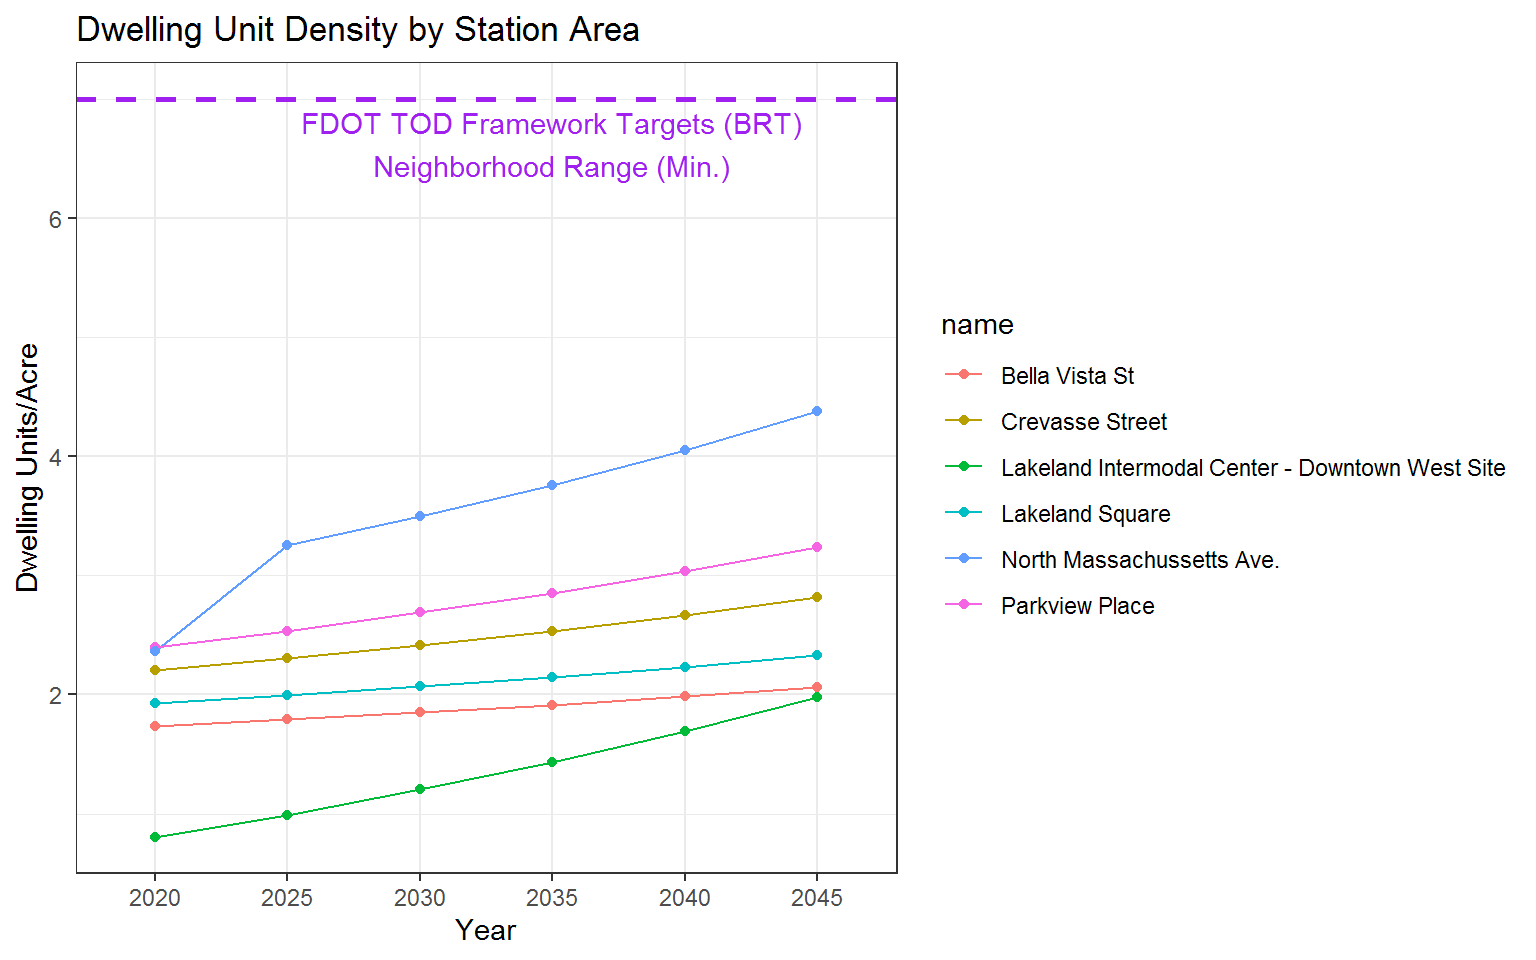 Dwelling Unit Density by Station Area
FDOT TOD Framework Targets (BRT)
Neighborhood Range (Min.)
6
4
2
Dwelling Units/Acre
2020
2025
2030
2035
2040
2045
Year
name
Bella Vista St
Crevasse Street
Lakeland Intermodal Center - Downtown West Site
Lakeland Square
North Massachussetts Ave.
Parkview Place